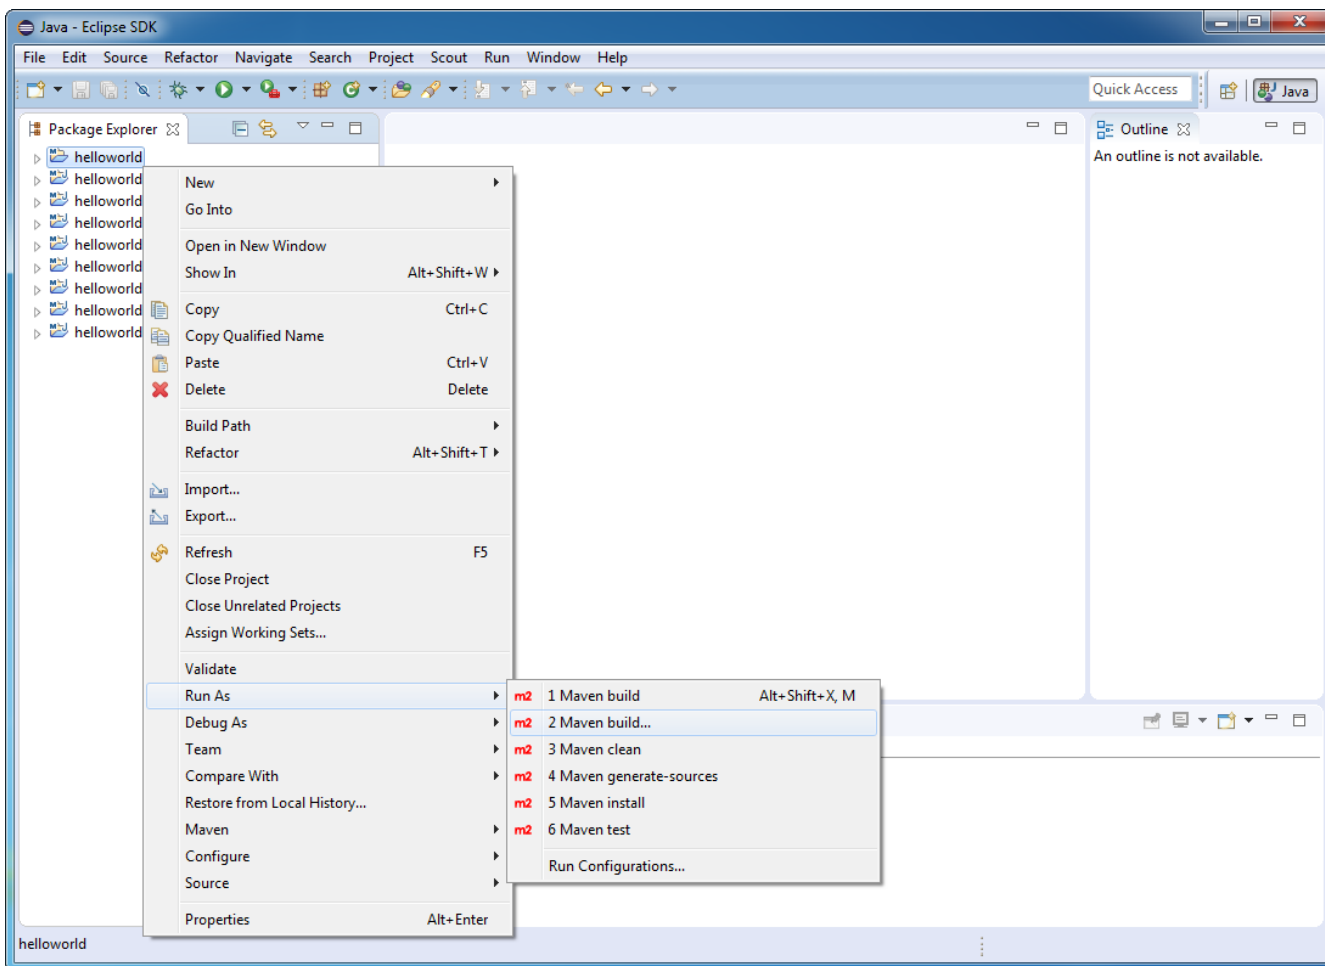 Java - Eclipse SDK
File Edit Source Refactor Navigate Search Project Scout Run Window Help
Quick Access
Java
Package Explorer
Outline
An outline is not available.
helloworld
helloworld
helloworld
helloworld
helloworld
helloworld
helloworld
helloworld
helloworld
New
Go Into
Open in New Window
Show In Alt+Shift+W
Copy Ctrl+C
Copy Qualified Name
Paste Ctrl+V
Delete Delete
Build Path
Refactor Alt+Shift+T
Import...
Export...
Refresh F5
Close Project
Close Unrelated Projects
Assign Working Sets...
Validate
Run As
Debug As
Team
Compare With
Restore from Local History...
Maven
Configure
Source
Properties Alt+Enter
m2 1 Maven build Alt+Shift+X, M
m2 2 Maven build...
m2 3 Maven clean
m2 4 Maven generate-sources
m2 5 Maven install
m2 6 Maven test
Run Configurations...
helloworld